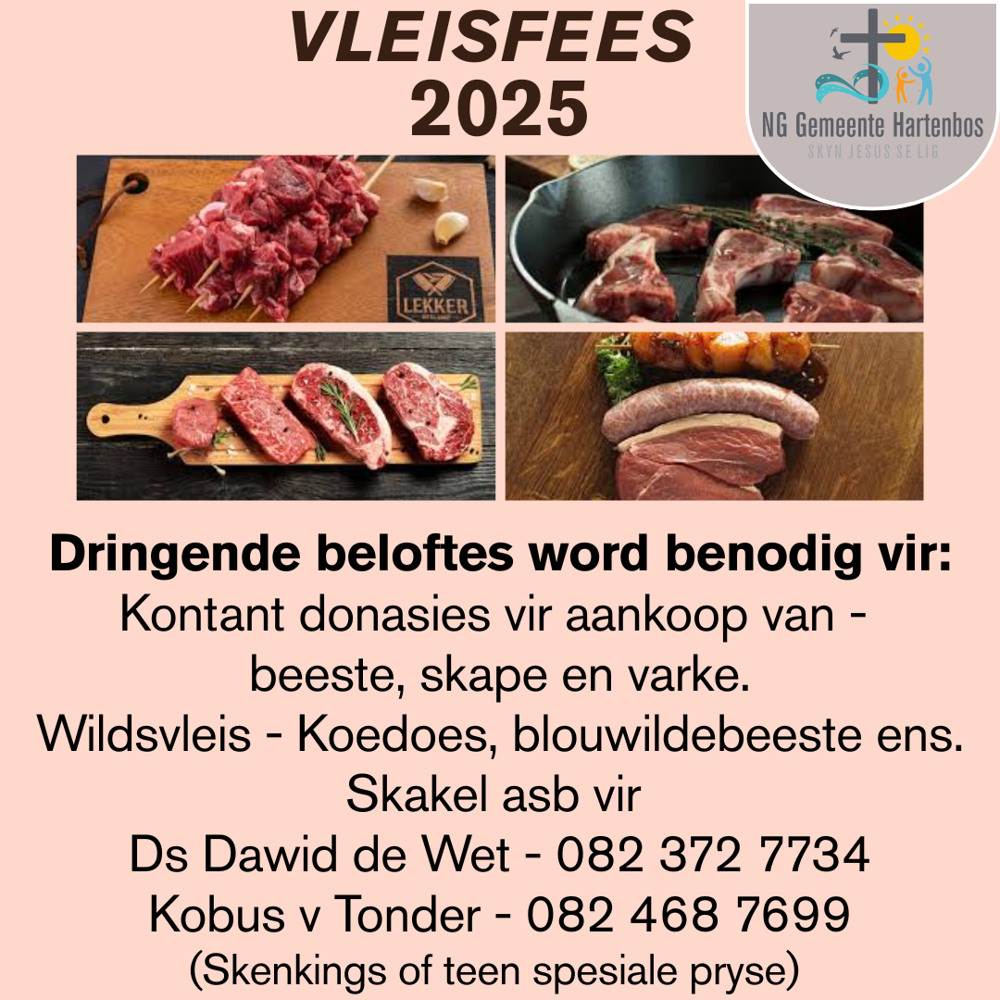 VLEISFEES
2025
NG Gemeente Hartenbos
SKYN JESUS SE LIG
LEKKER
Dringende beloftes word benodig vir:
Kontant donasies vir aankoop van -
beeste, skape en varke.
Wildsvleis - Koedoes, blouwildebeeste ens.
Skakel asb vir
Ds Dawid de Wet - 082 372 7734
Kobus v Tonder - 082 468 7699
(Skenkings of teen spesiale pryse)